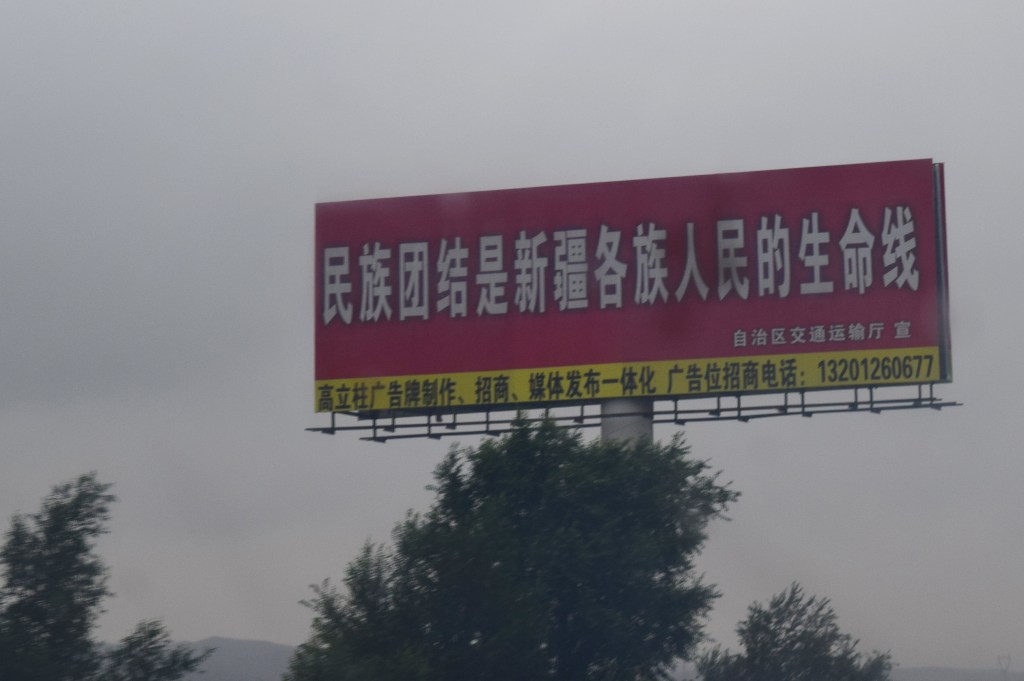 民族团结是新疆各族人民的生命线
自治区交通运输厅 宣
高立柱广告牌制作、招商、媒体发布一体化 广告位招商电话：13201260677